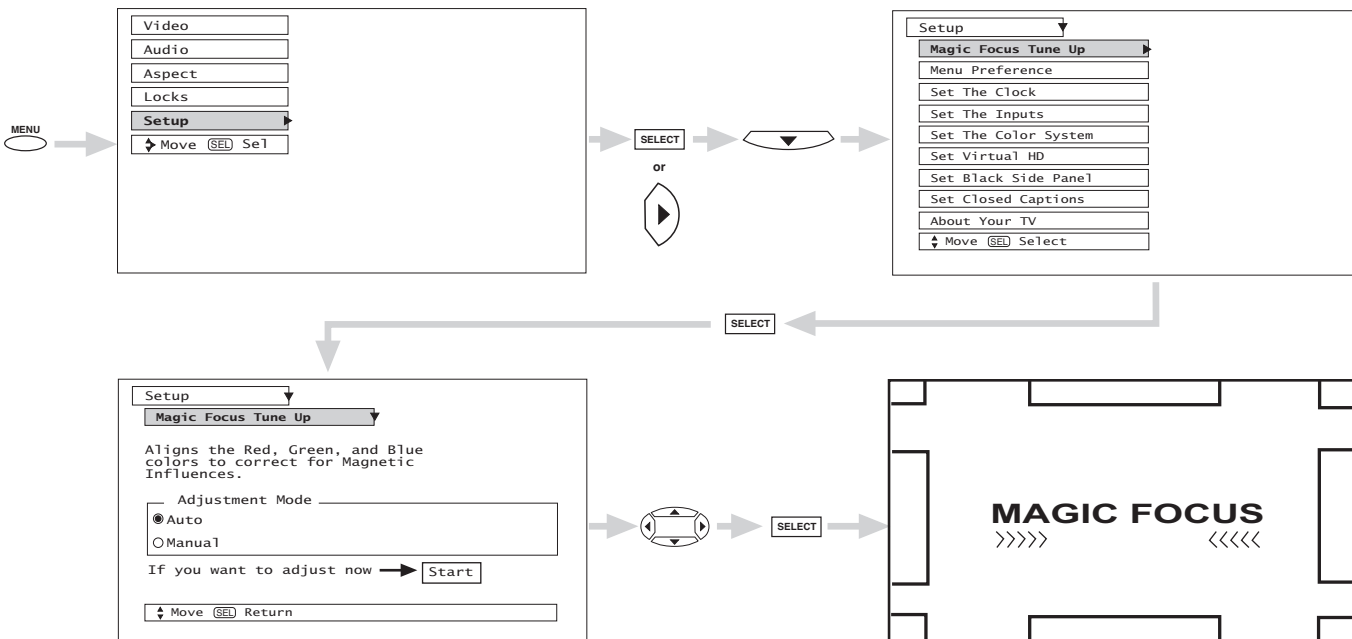 MENU
Video
Audio
Aspect
Locks
Setup
Move SEL Sel
SELECT
or
Setup
Magic Focus Tune Up
Menu Preference
Set The Clock
Set The Inputs
Set The Color System
Set Virtual HD
Set Black Side Panel
Set Closed Captions
About Your TV
Move SEL Select
SELECT
Setup
Magic Focus Tune Up
Aligns the Red, Green, and Blue
colors to correct for Magnetic
Influences.
Adjustment Mode
Auto
Manual
If you want to adjust now Start
Move SEL Return
SELECT
MAGIC FOCUS